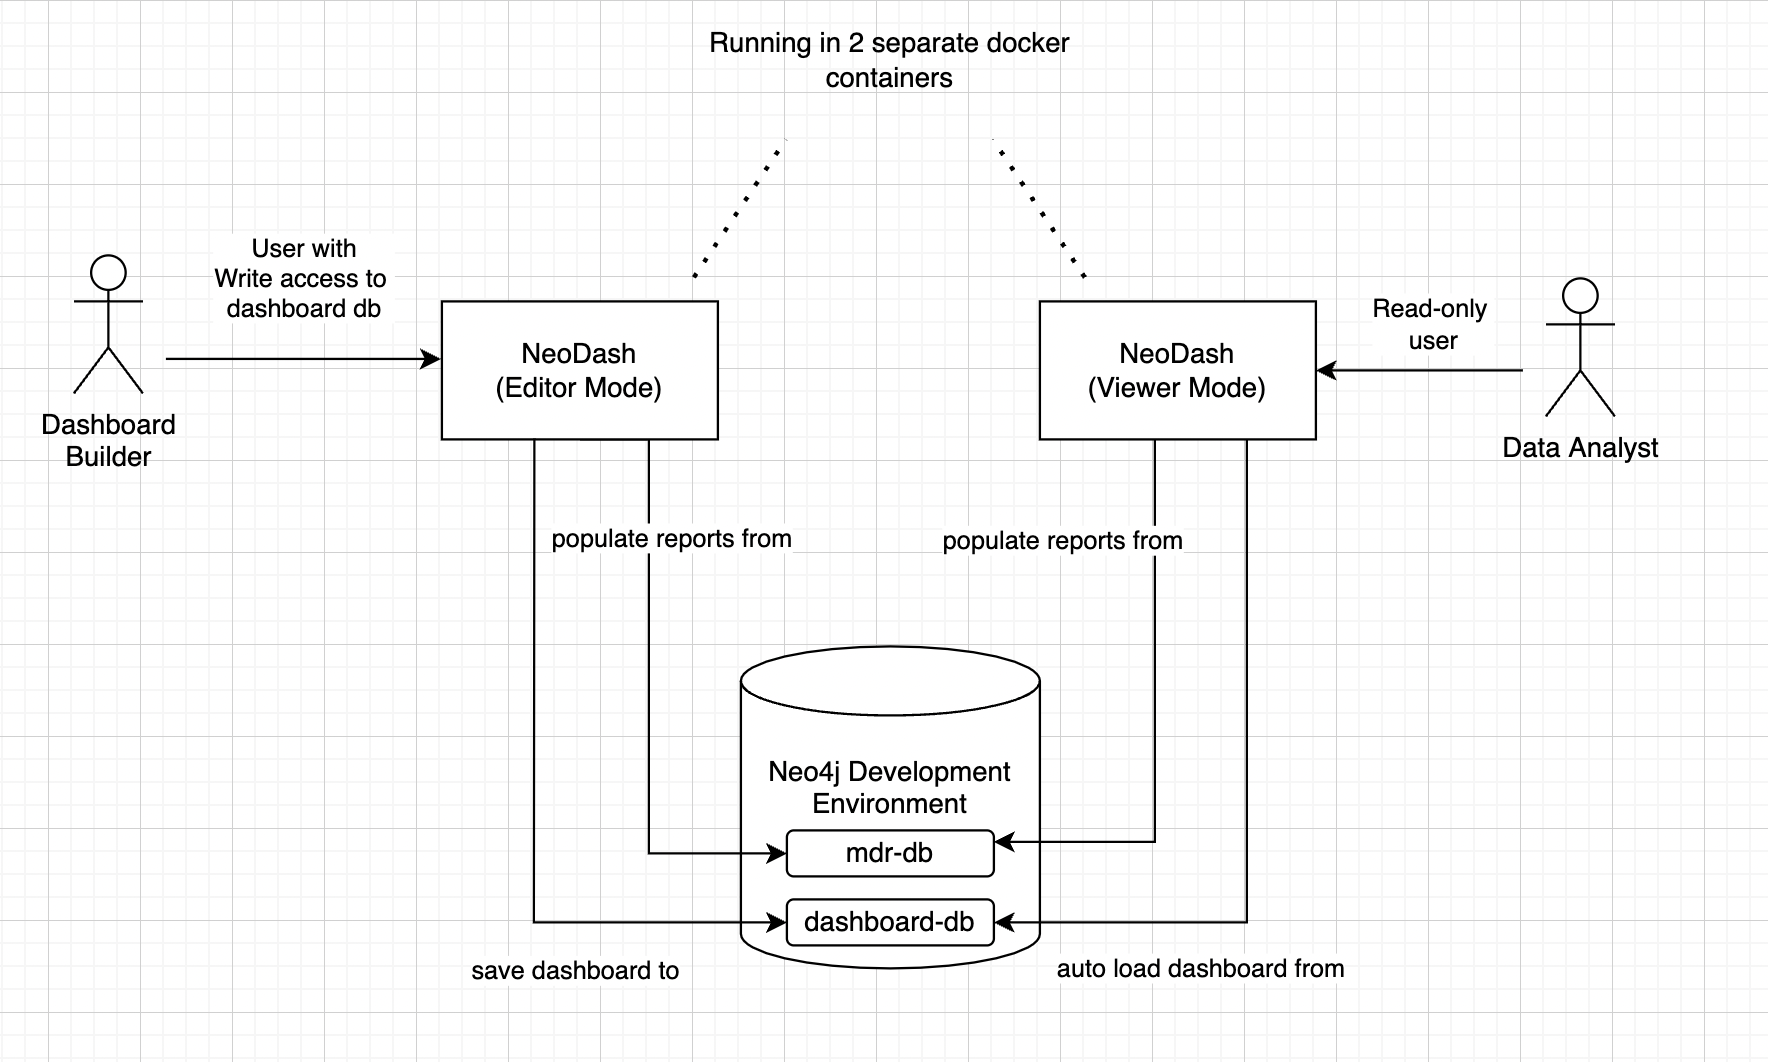 Running in 2 separate docker
containers
User with
Write access to
dashboard db
Dashboard
Builder
NeoDash
(Editor Mode)
NeoDash
(Viewer Mode)
Read-only
user
Data Analyst
populate reports from
populate reports from
Neo4j Development
Environment
mdr-db
dashboard-db
save dashboard to
auto load dashboard from